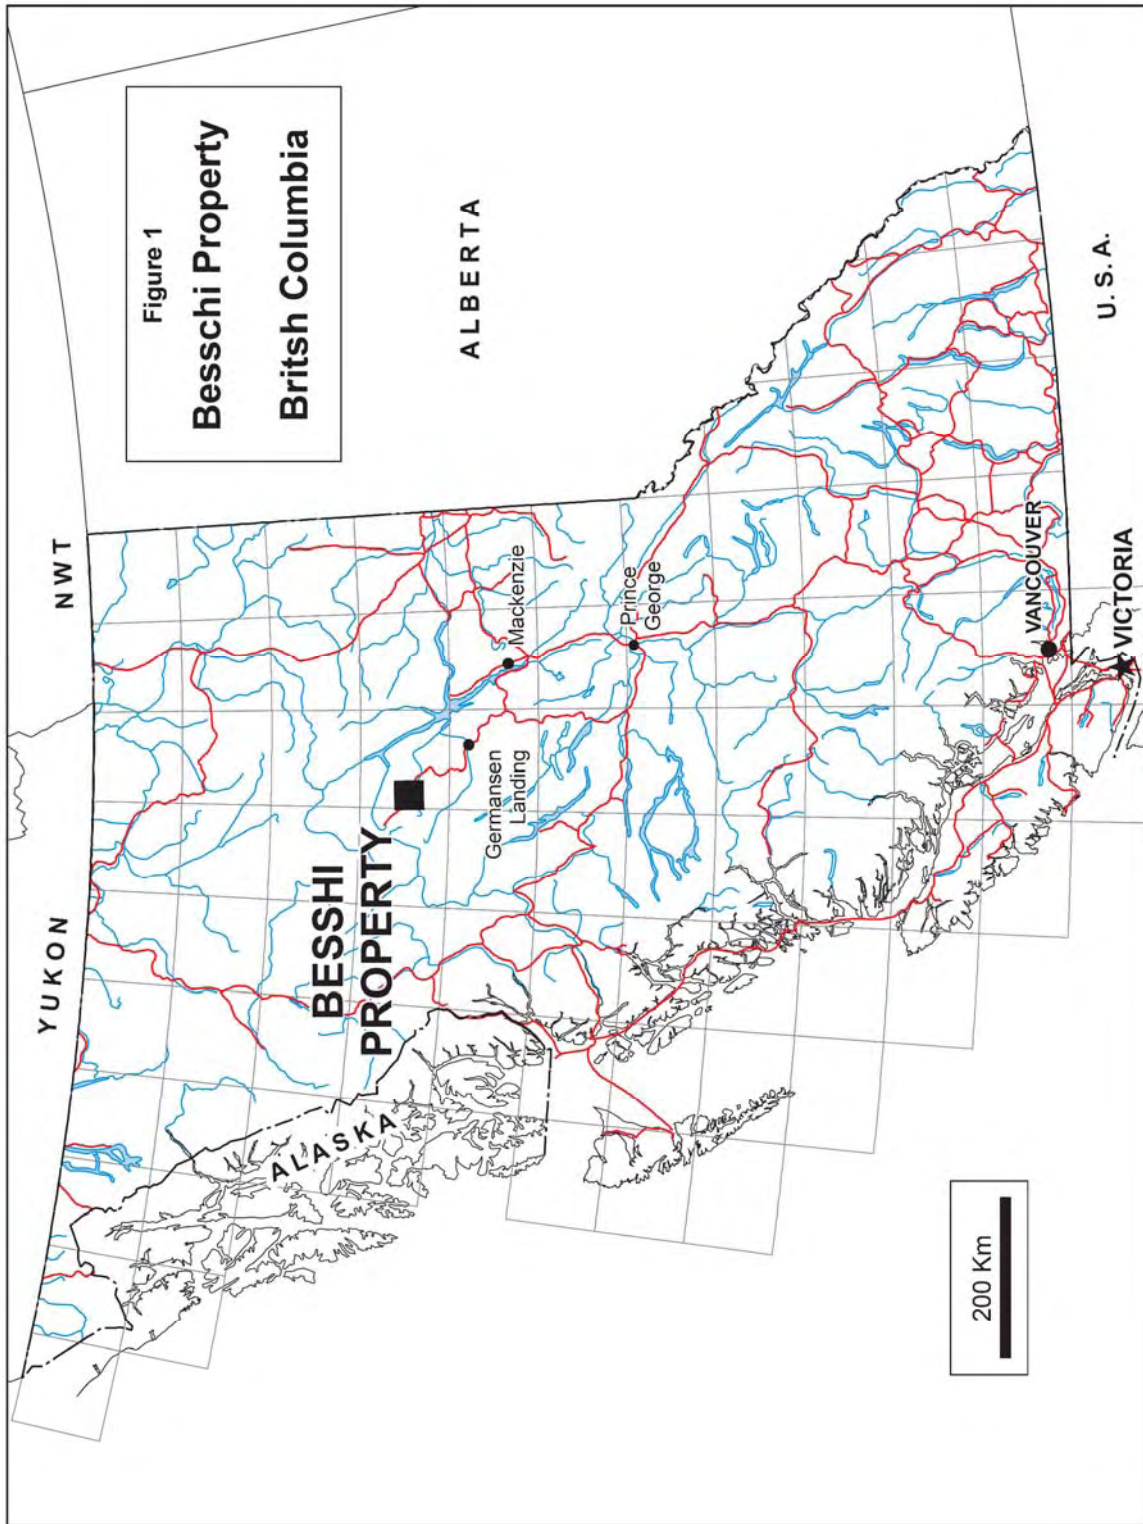 Figure 1
Besschi Property
Britsh Columbia
YUKON
NWT
ALBERTA
ALASKA
BESSHI
PROPERTY
Germansen
Landing
Mackenzie
Prince
George
VANCOUVER
VICTORIA
U. S. A.
200 Km